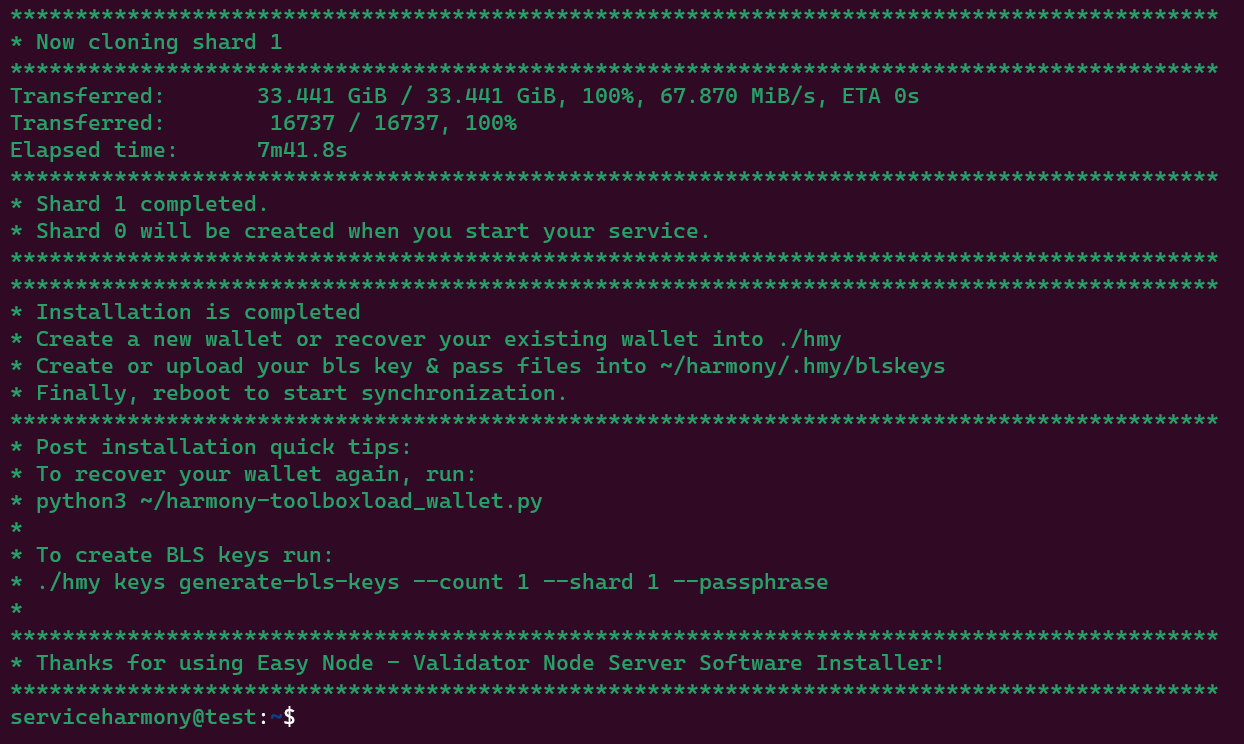 *********************************************************************************************
* Now cloning shard 1
*********************************************************************************************
Transferred:       33.441 GiB / 33.441 GiB, 100%, 67.870 MiB/s, ETA 0s
Transferred:        16737 / 16737, 100%
Elapsed time:      7m41.8s
*********************************************************************************************
* Shard 1 completed.
* Shard 0 will be created when you start your service.
*********************************************************************************************
*********************************************************************************************
* Installation is completed
* Create a new wallet or recover your existing wallet into ./hmy
* Create or upload your bls key & pass files into ~/harmony/.hmy/blskeys
* Finally, reboot to start synchronization.
*********************************************************************************************
* Post installation quick tips:
* To recover your wallet again, run:
* python3 ~/harmony-toolboxload_wallet.py
*
* To create BLS keys run:
* ./hmy keys generate-bls-keys --count 1 --shard 1 --passphrase
*
*********************************************************************************************
* Thanks for using Easy Node - Validator Node Server Software Installer!
*********************************************************************************************
serviceharmony@test:~$